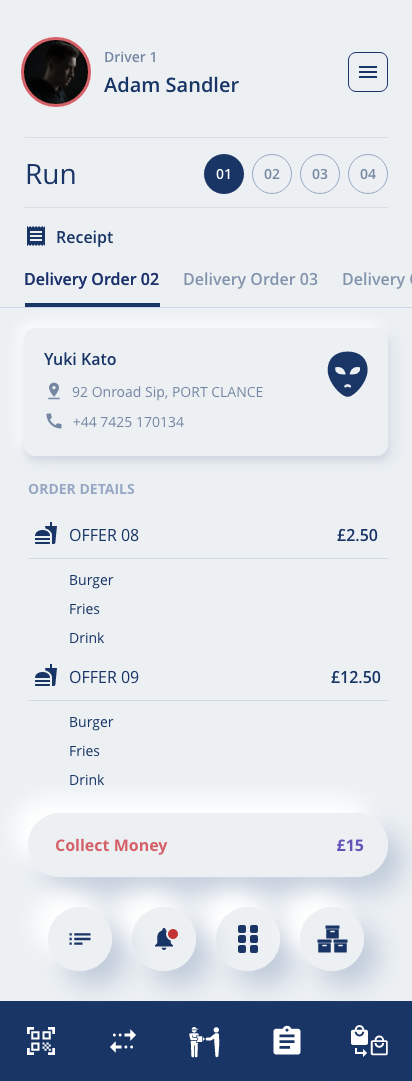 Driver 1
Adam Sandler
Run 01 02 03 04
Receipt
Delivery Order 02 Delivery Order 03 Delivery
Yuki Kato
92 Onroad Sip, PORT CLANCE
+44 7425 170134
ORDER DETAILS
OFFER 08 £2.50
Burger
Fries
Drink
OFFER 09 £12.50
Burger
Fries
Drink
Collect Money £15